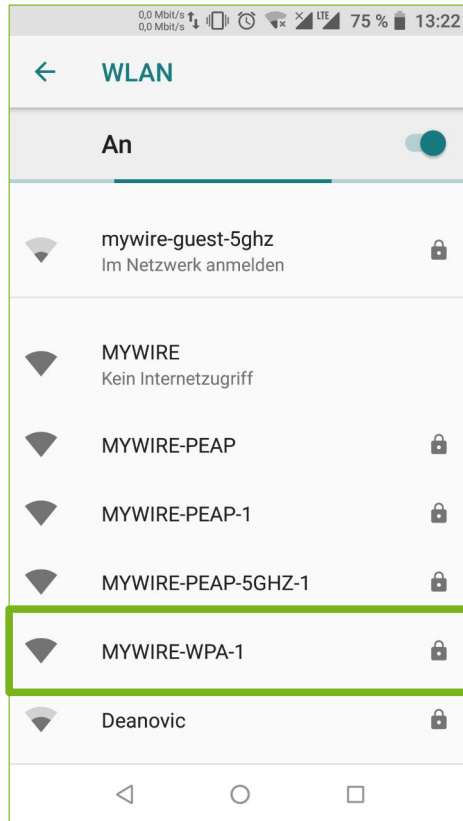 0,0 Mbit/s
0,0 Mbit/s LTE 75 % 13:22
WLAN
An
mywire-guest-5ghz
Im Netzwerk anmelden
MYWIRE
Kein Internetzugriff
MYWIRE-PEAP
MYWIRE-PEAP-1
MYWIRE-PEAP-5GHZ-1
MYWIRE-WPA-1
Deanovic